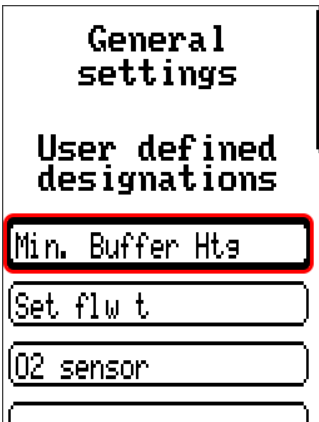 General
settings
User defined
designations
Min. Buffer Htg
Set flw t
O2 sensor